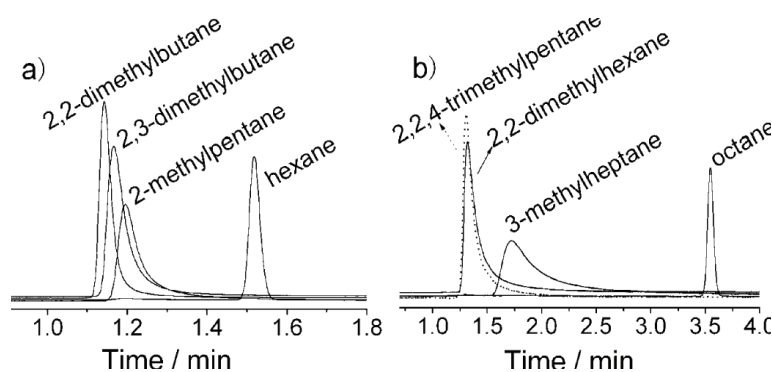 a)
2,2-dimethylbutane
2,3-dimethylbutane
2-methylpentane
hexane
1.0 1.2 1.4 1.6 1.8
Time / min
b)
2,2,4-trimethylpentane
2,2-dimethylhexane
3-methylheptane
octane
1.0 1.5 2.0 2.5 3.0 3.5 4.0
Time / min